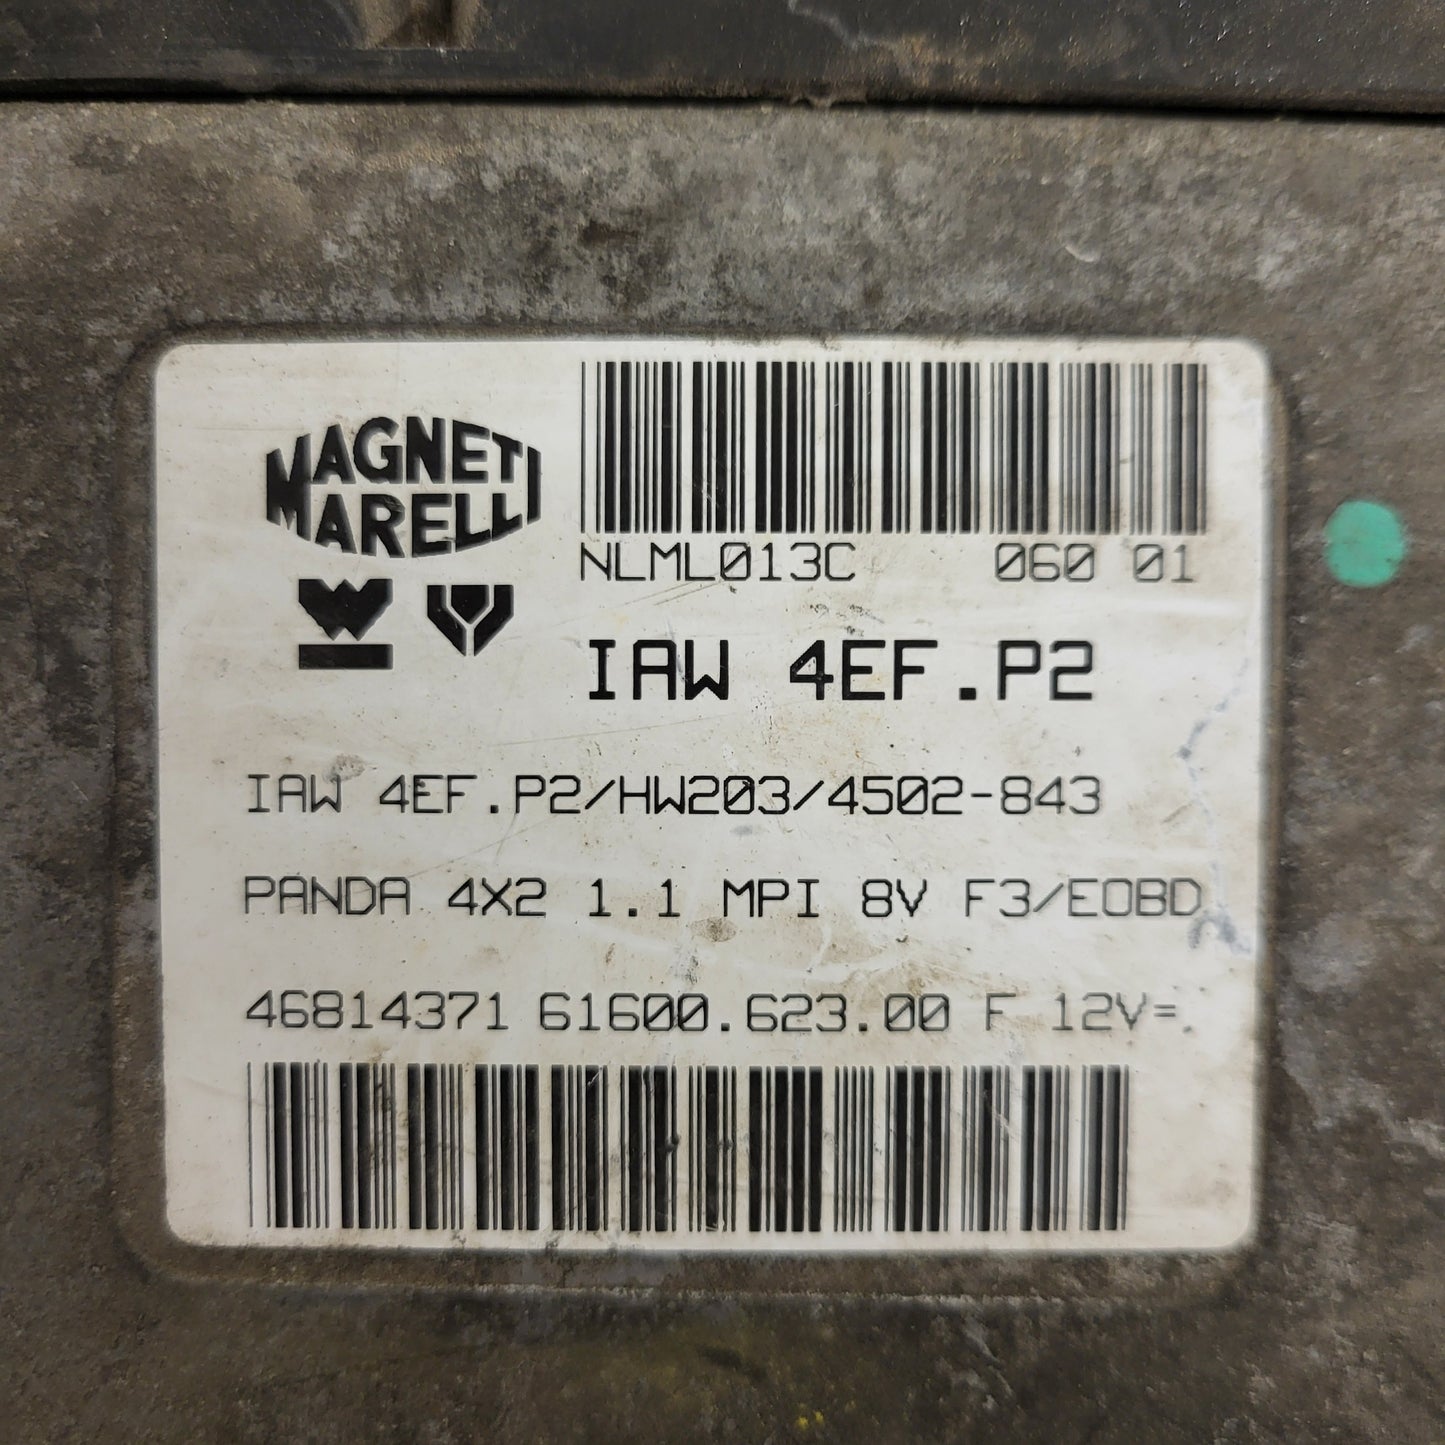 MAGNETI
MARELLI
NLML013C 060 01
IAW 4EF.P2
IAW 4EF.P2/HW203/4502-843
PANDA 4X2 1.1 MPI 8V F3/EOBD
46814371 61600.623.00 F 12V=.